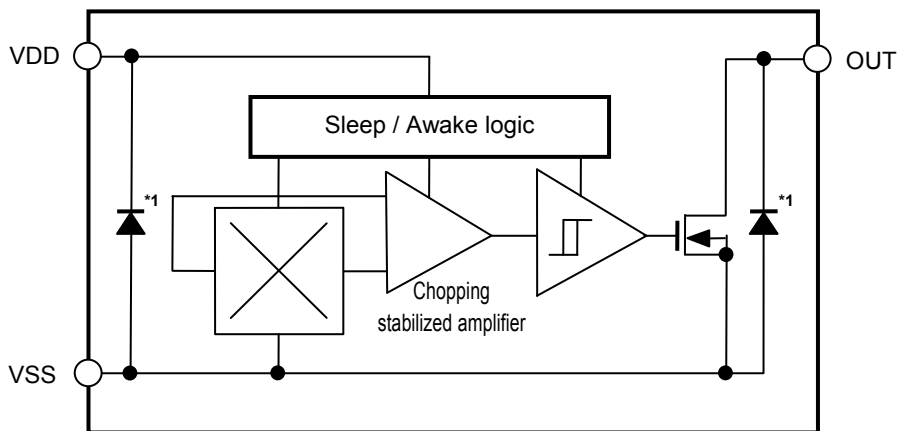 VDD
OUT
Sleep / Awake logic
*1
*1
Chopping
stabilized amplifier
VSS